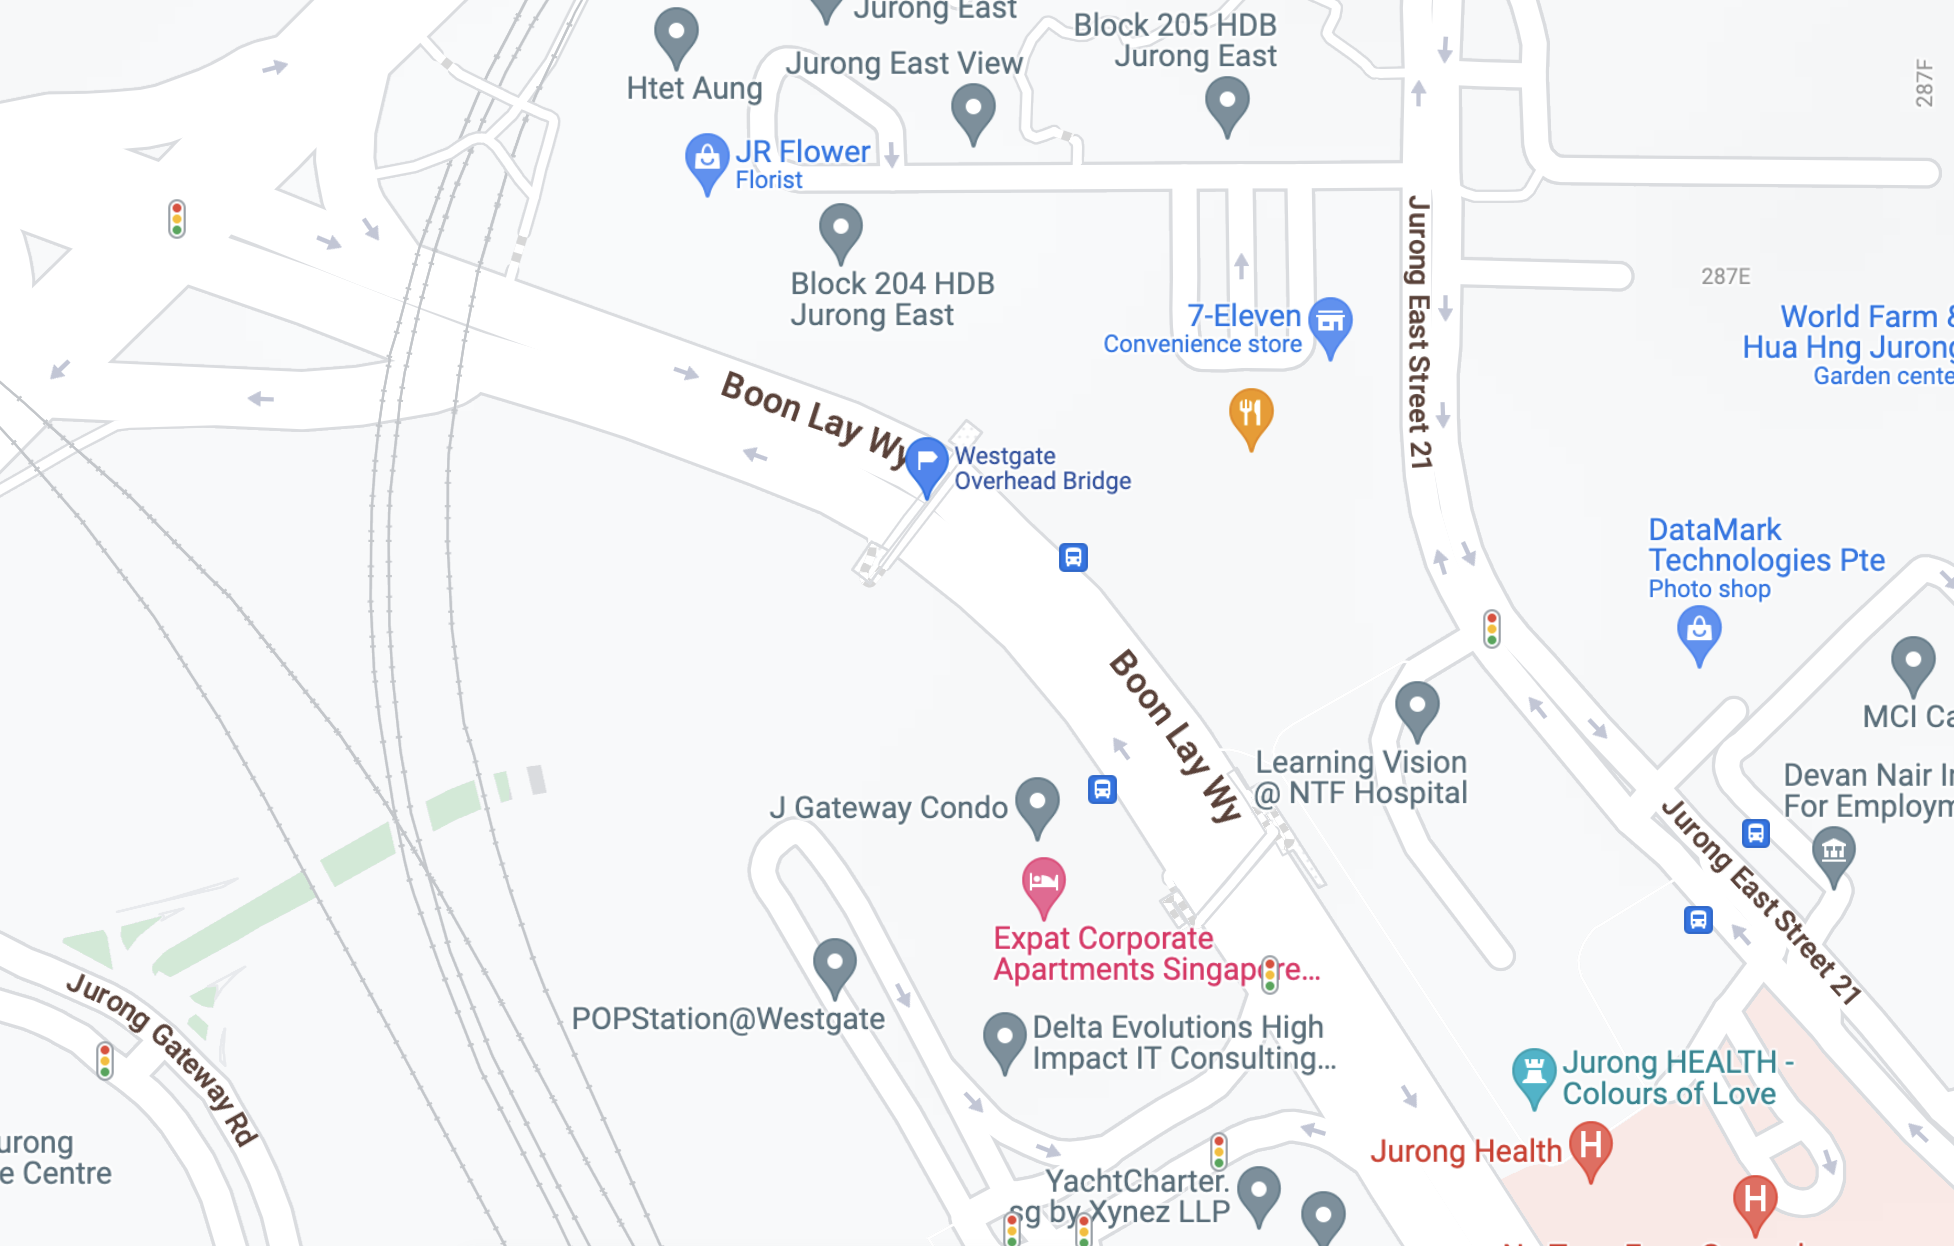 Jurong East
Block 205 HDB
Jurong East
Jurong East View
Htet Aung
287F
JR Flower
Florist
Block 204 HDB
Jurong East
Jurong East Street 21
287E
7-Eleven
Convenience store
World Farm &
Hua Hng Jurong
Garden cente
Boon Lay Wy
Westgate
Overhead Bridge
DataMark
Technologies Pte
Photo shop
Boon Lay Wy
MCI Ca
Learning Vision
@ NTF Hospital
Devan Nair In
For Employm
J Gateway Condo
Jurong East Street 21
Expat Corporate
Apartments Singapore...
POPStation@Westgate
Jurong Gateway Rd
Delta Evolutions High
Impact IT Consulting...
Jurong HEALTH -
Colours of Love
Jurong Health
H
H
urong
e Centre
YachtCharter.
sg by Xynez LLP